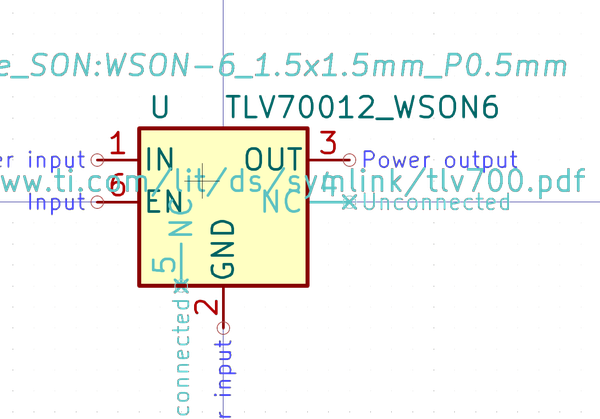 e_SON:WSON-6_1.5x1.5mm_P0.5mm
U TLV70012_WSON6
er input 1 IN OUT 3 Power output
ww.ti.com/lit/ds/symlink/tlv700.pdf
Input 6 EN NC 4 Unconnected
NC 5 connected
GND 2 r input